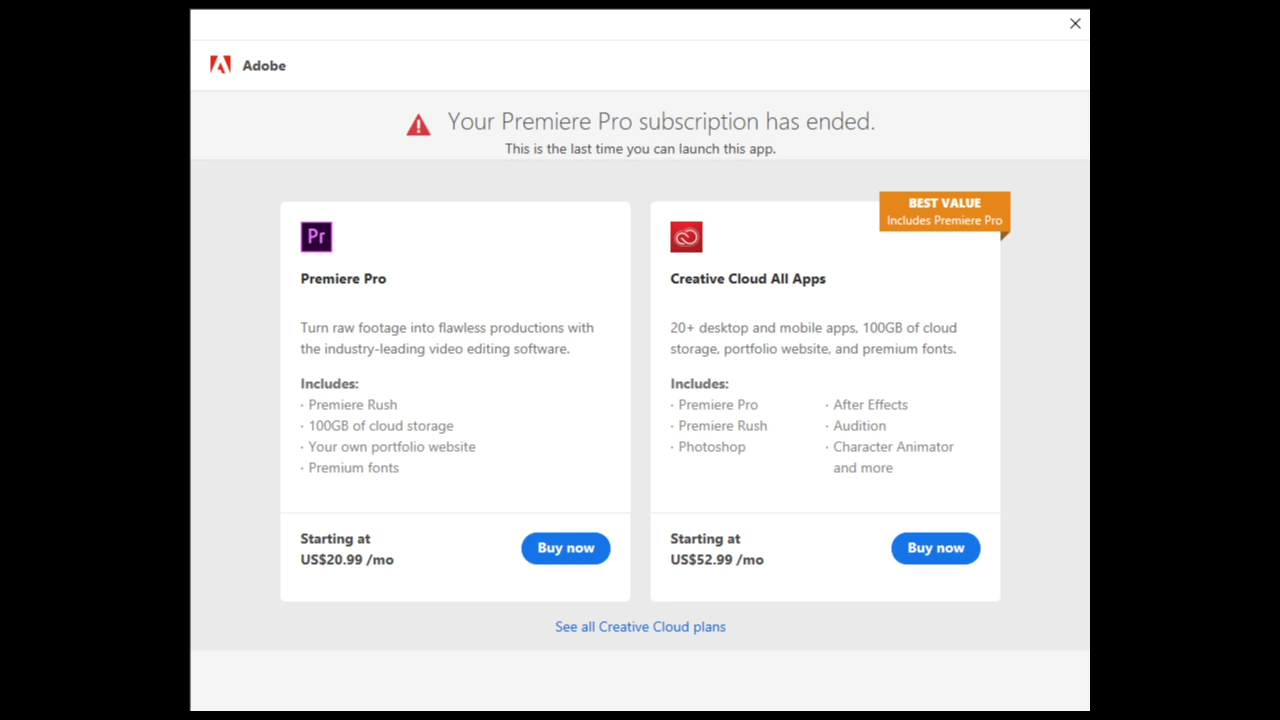 Adobe
Your Premiere Pro subscription has ended.
This is the last time you can launch this app.
BEST VALUE
Includes Premiere Pro
Pr
Premiere Pro
Turn raw footage into flawless productions with
the industry-leading video editing software.
Includes:
· Premiere Rush
· 100GB of cloud storage
· Your own portfolio website
· Premium fonts
Starting at
US$20.99 /mo
Buy now
Creative Cloud All Apps
20+ desktop and mobile apps, 100GB of cloud
storage, portfolio website, and premium fonts.
Includes:
· Premiere Pro
· Premiere Rush
· Photoshop
· After Effects
· Audition
· Character Animator
and more
Starting at
US$52.99 /mo
Buy now
See all Creative Cloud plans